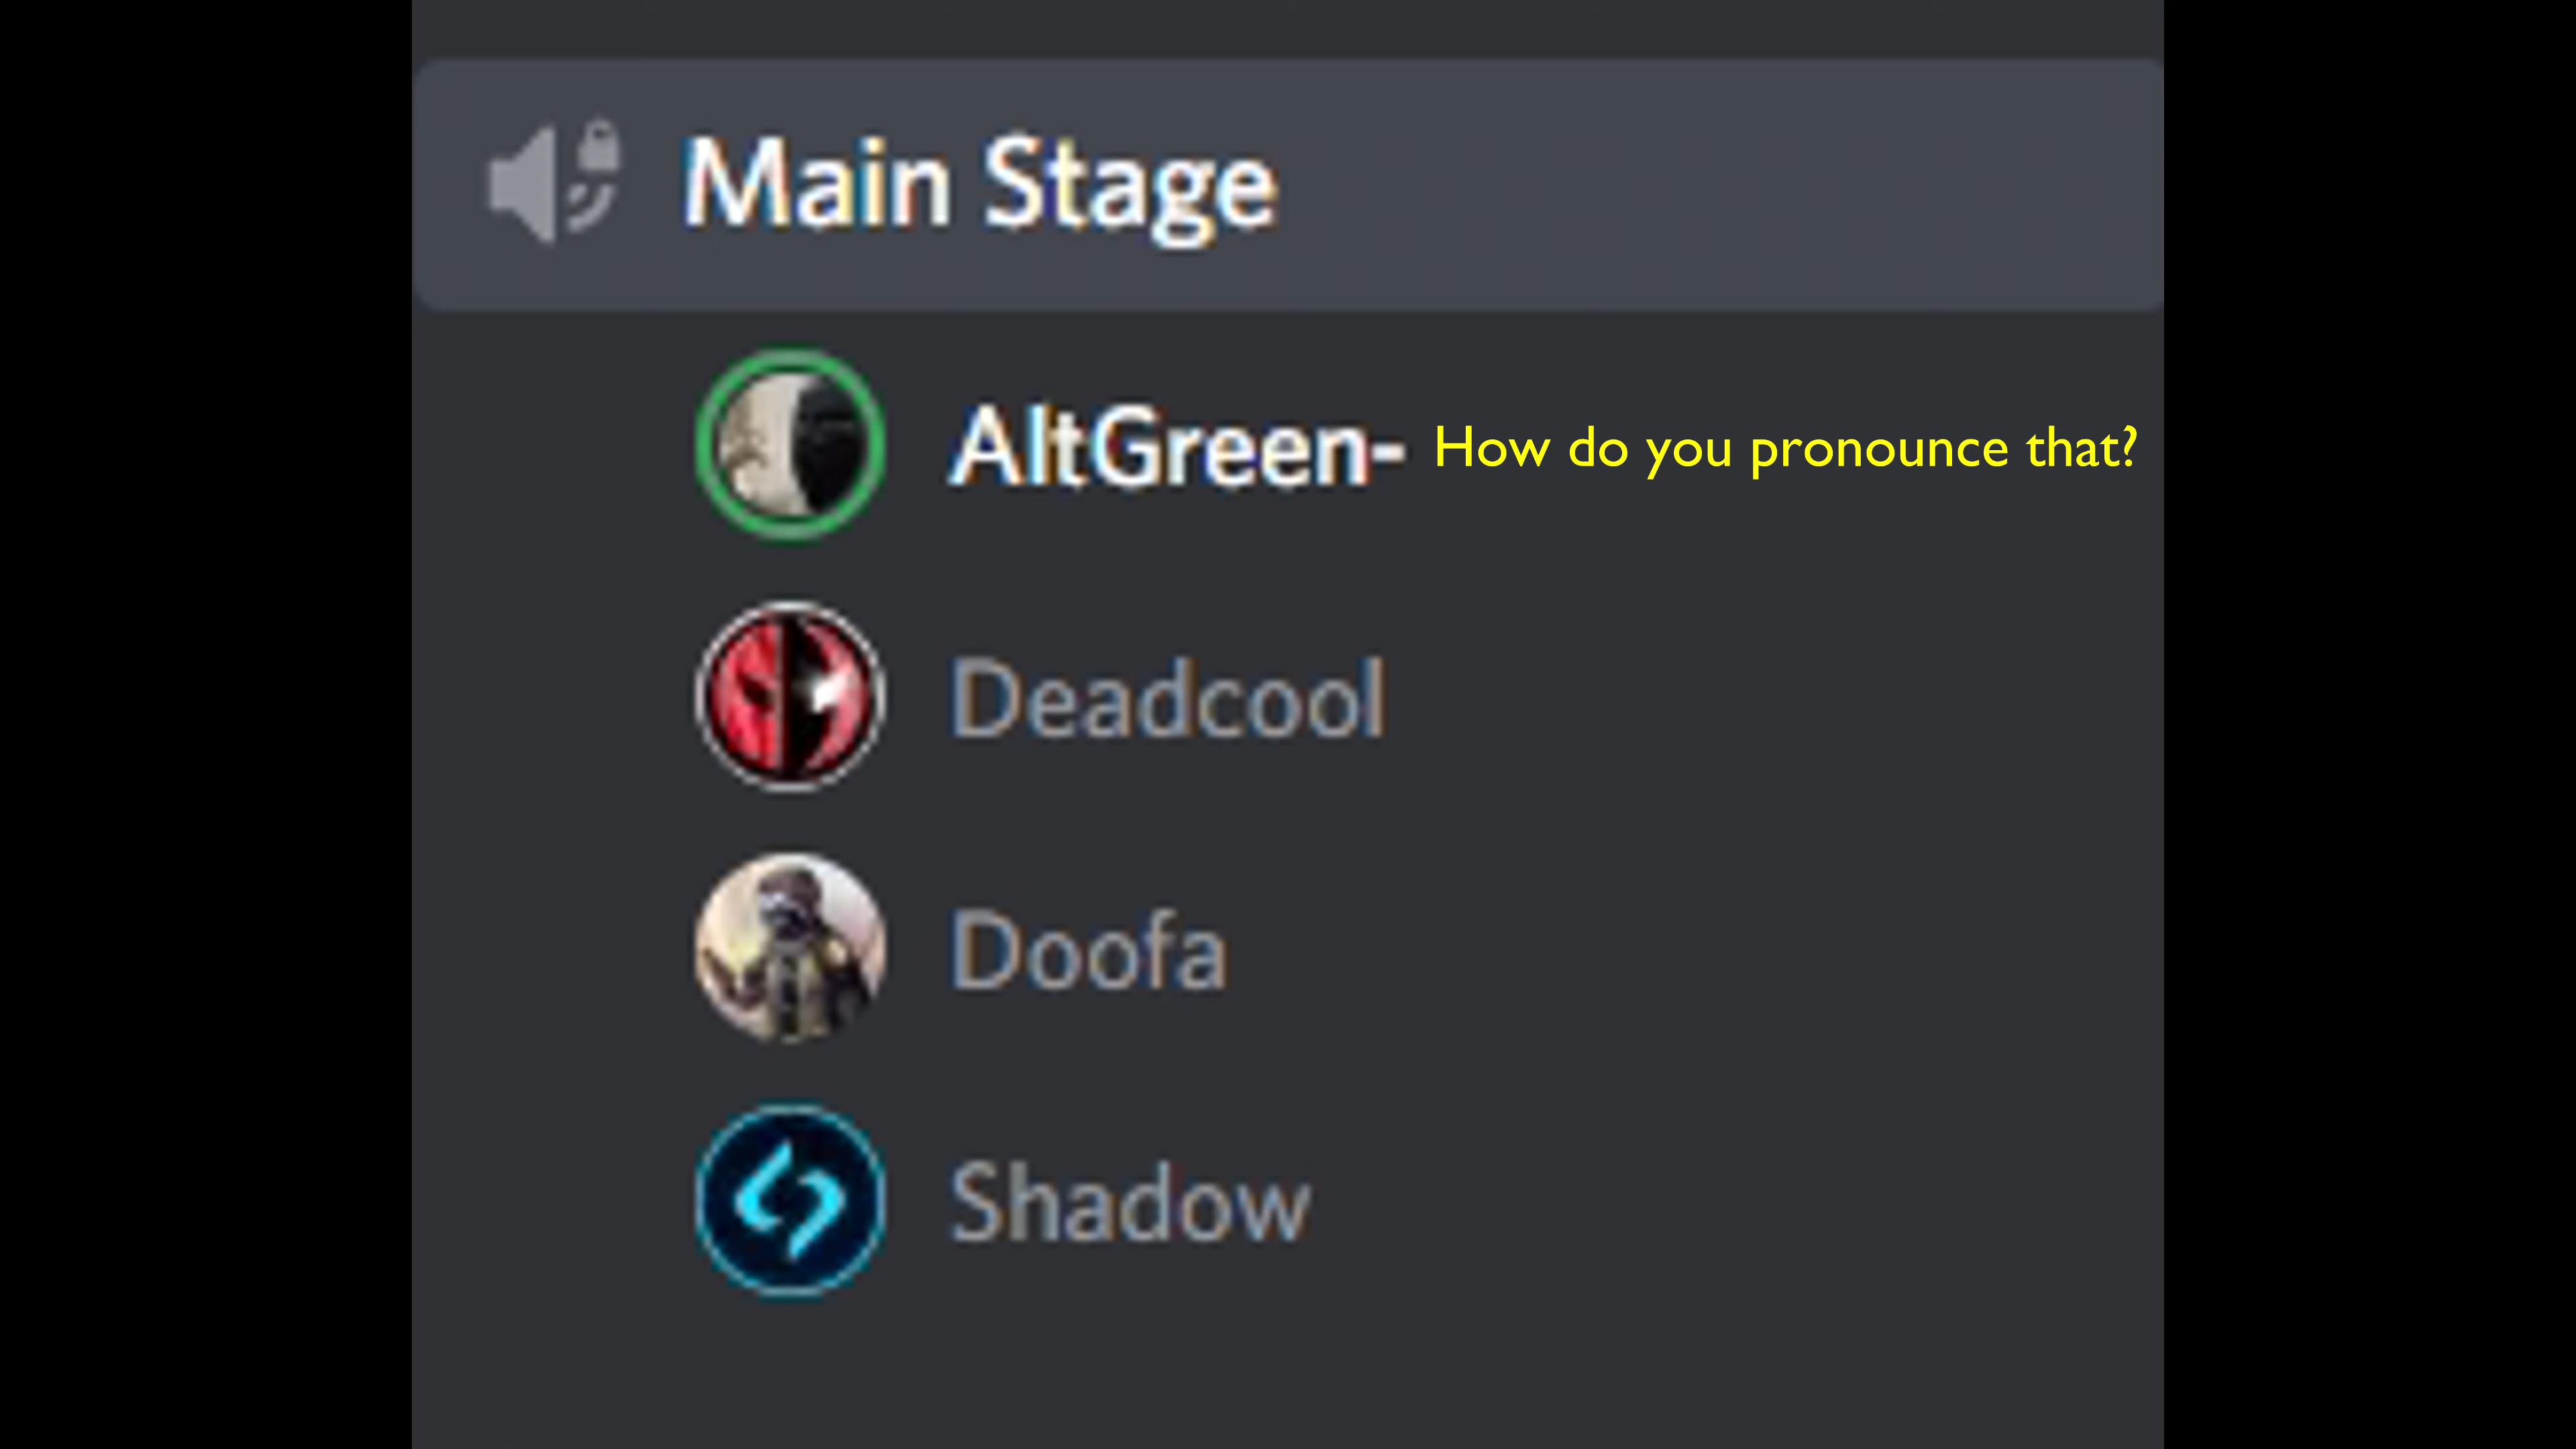 Main Stage
AltGreen- How do you pronounce that?
Deadcool
Doofa
Shadow